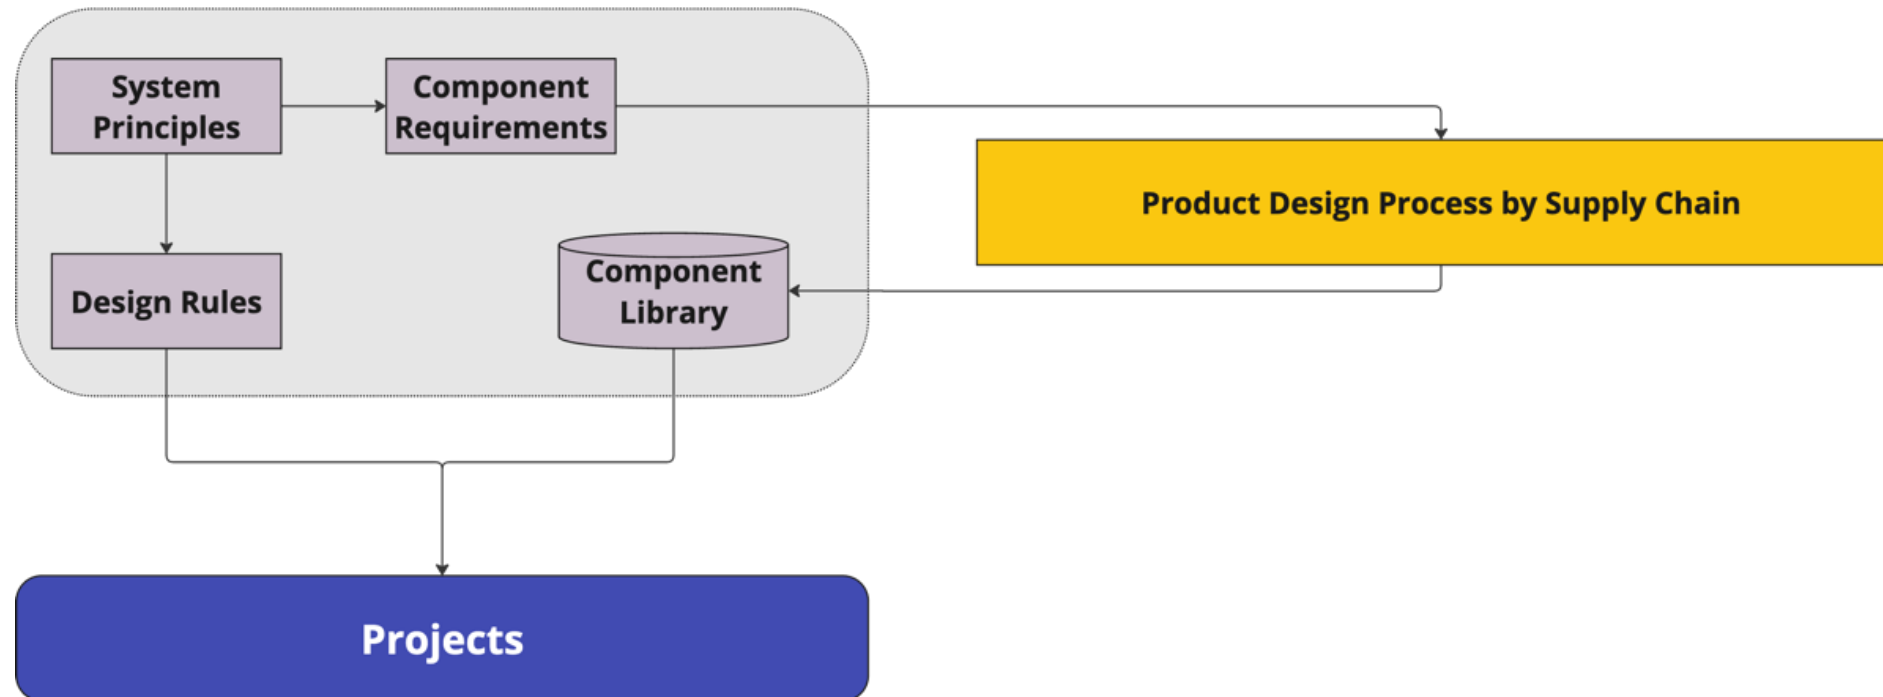 System
Principles
Component
Requirements
Product Design Process by Supply Chain
Design Rules
Component
Library
Projects